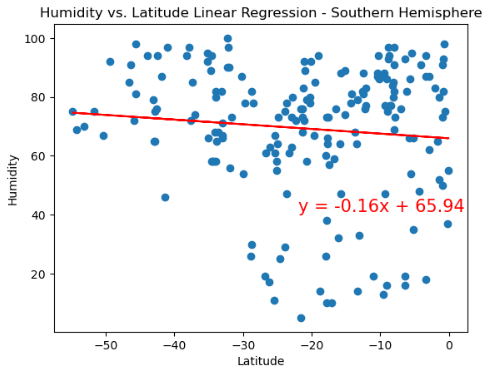 Humidity vs. Latitude Linear Regression - Southern Hemisphere
100
80
60
40
20
Humidity
y = -0.16x + 65.94
−50 −40 −30 −20 −10 0
Latitude